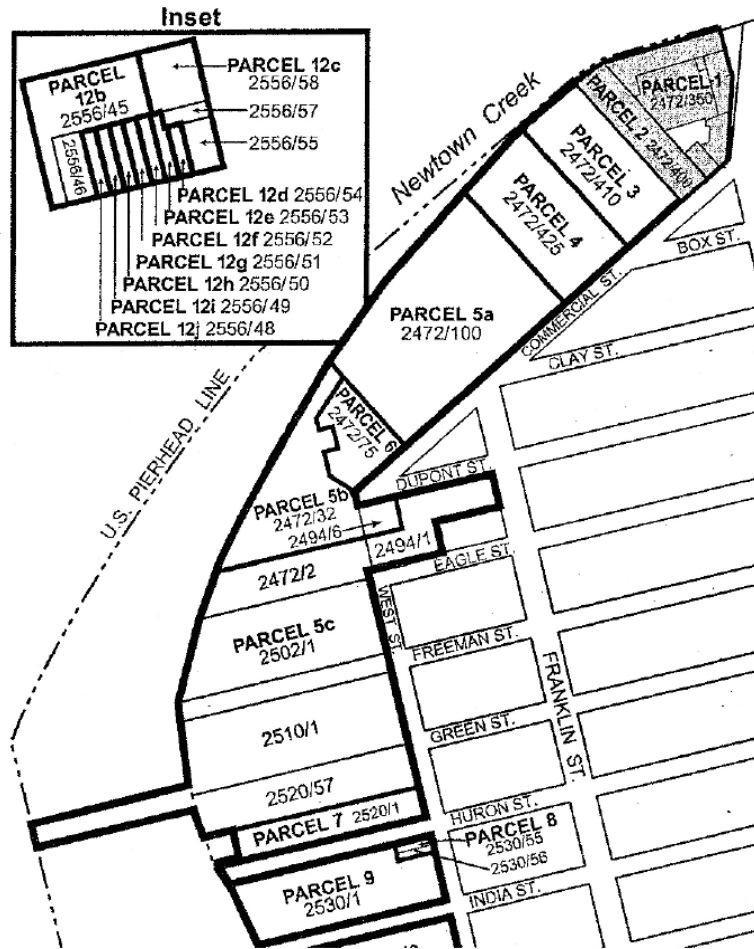 Inset
PARCEL
12b
2556/45
PARCEL 12c
2556/58
2556/57
2556/55
2556/46
PARCEL 12d 2556/54
PARCEL 12e 2556/53
PARCEL 12f 2556/52
PARCEL 12g 2556/51
PARCEL 12h 2556/50
PARCEL 12i 2556/49
PARCEL 12j 2556/48
Newtown Creek
PARCEL 1
2472/350
PARCEL 2 2472/400
PARCEL 3
2472/410
PARCEL 4
2472/425
BOX ST.
COMMERCIAL ST.
CLAY ST.
PARCEL 5a
2472/100
U.S. PIERHEAD LINE
PARCEL 6
2472/75
DUPONT ST.
PARCEL 5b
2472/32
2494/6
2494/1
EAGLE ST.
2472/2
WEST ST.
PARCEL 5c
2502/1
FREEMAN ST.
FRANKLIN ST.
2510/1
GREEN ST.
2520/57
HURON ST.
PARCEL 7 2520/1
PARCEL 8
2530/55
2530/56
PARCEL 9
2530/1
INDIA ST.